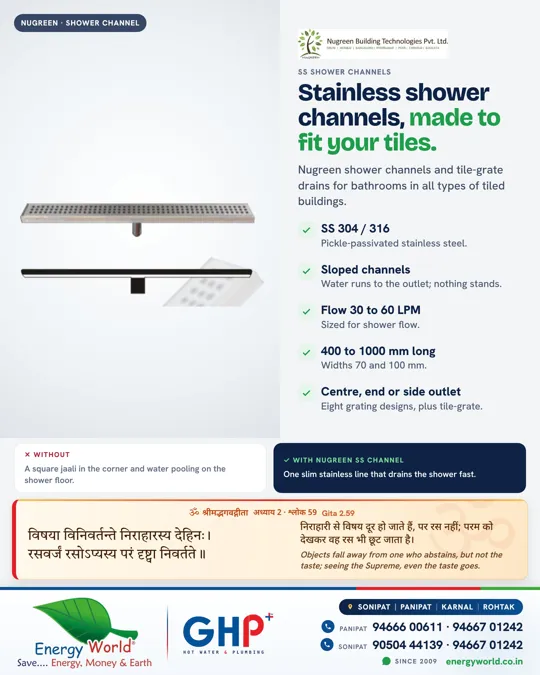 NUGREEN · SHOWER CHANNEL
Nugreen Building Technologies Pvt. Ltd.
SS SHOWER CHANNELS
Stainless shower
channels, made to
fit your tiles.
Nugreen shower channels and tile-grate
drains for bathrooms in all types of tiled
buildings.
SS 304 / 316
Pickle-passivated stainless steel.
Sloped channels
Water runs to the outlet; nothing stands.
Flow 30 to 60 LPM
Sized for shower flow.
400 to 1000 mm long
Widths 70 and 100 mm.
Centre, end or side outlet
Eight grating designs, plus tile-grate.
× WITHOUT
A square jaali in the corner and water pooling on the
shower floor.
✓ WITH NUGREEN SS CHANNEL
One slim stainless line that drains the shower fast.
ॐ श्रीमद्भगवद्गीता अध्याय 2 · श्लोक 59 Gita 2.59
विषया विनिवर्तन्ते निराहारस्य देहिनः।
रसवर्जं रसोऽप्यस्य परं दृष्ट्वा निवर्तते॥
निराहारी से विषय दूर हो जाते हैं, पर रस नहीं; परम को
देखकर वह रस भी छूट जाता है।
Objects fall away from one who abstains, but not the
taste; seeing the Supreme, even the taste goes.
Energy World
Save.... Energy, Money & Earth
GHP+
HOT WATER & PLUMBING
SONIPAT | PANIPAT | KARNAL | ROHTAK
PANIPAT 94666 00611 · 94667 01242
SONIPAT 90504 44139 · 94667 01242
SINCE 2009 energyworld.co.in